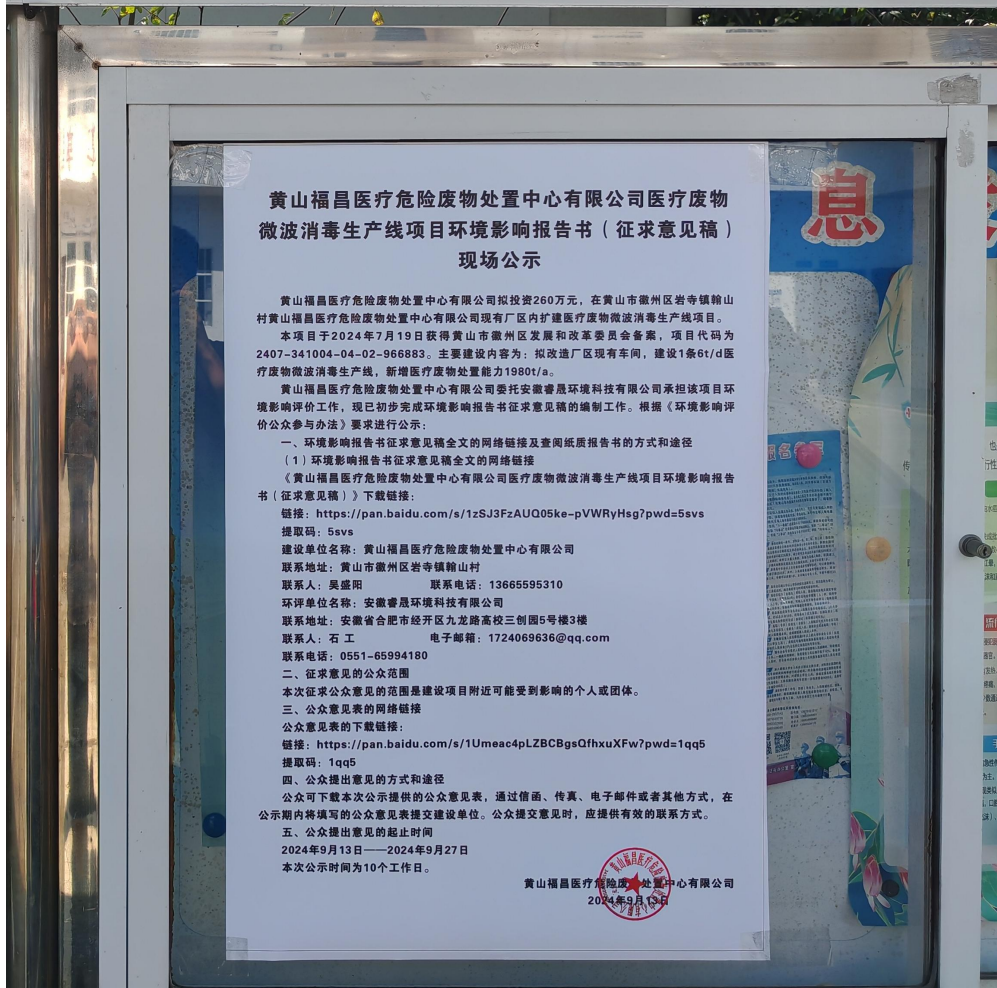 黄山福昌医疗危险废物处置中心有限公司医疗废物
微波消毒生产线项目环境影响报告书（征求意见稿）
现场公示
黄山福昌医疗危险废物处置中心有限公司拟投资260万元，在黄山市徽州区岩寺镇翰山
村黄山福昌医疗危险废物处置中心有限公司现有厂区内扩建医疗废物微波消毒生产线项目。
本项目于2024年7月19日获得黄山市徽州区发展和改革委员会备案，项目代码为
2407-341004-04-02-966883。主要建设内容为：拟改造厂区现有车间，建设1条6t/d医
疗废物微波消毒生产线，新增医疗废物处置能力1980t/a。
黄山福昌医疗危险废物处置中心有限公司委托安徽睿晟环境科技有限公司承担该项目环
境影响评价工作，现已初步完成环境影响报告书征求意见稿的编制工作。根据《环境影响评
价公众参与办法》要求进行公示：
一、环境影响报告书征求意见稿全文的网络链接及查阅纸质报告书的方式和途径
（1）环境影响报告书征求意见稿全文的网络链接
《黄山福昌医疗危险废物处置中心有限公司医疗废物微波消毒生产线项目环境影响报告
书（征求意见稿）》下载链接：
链接：https://pan.baidu.com/s/1zSJ3FzAUQ05ke-pVWRyHsg?pwd=5svs
提取码：5svs
建设单位名称：黄山福昌医疗危险废物处置中心有限公司
联系地址：黄山市徽州区岩寺镇翰山村
联系人：吴盛阳 联系电话：13665595310
环评单位名称：安徽睿晟环境科技有限公司
联系地址：安徽省合肥市经开区九龙路高校三创园5号楼3楼
联系人：石 工 电子邮箱：1724069636@qq.com
联系电话：0551-65994180
二、征求意见的公众范围
本次征求公众意见的范围是建设项目附近可能受到影响的个人或团体。
三、公众意见表的网络链接
公众意见表的下载链接：
链接：https://pan.baidu.com/s/1Umeac4pLZBCBgsQfhxuXFw?pwd=1qq5
提取码：1qq5
四、公众提出意见的方式和途径
公众可下载本次公示提供的公众意见表，通过信函、传真、电子邮件或者其他方式，在
公示期内将填写的公众意见表提交建设单位。公众提交意见时，应提供有效的联系方式。
五、公众提出意见的起止时间
2024年9月13日——2024年9月27日
本次公示时间为10个工作日。
黄山福昌医疗危险废物处置中心有限公司
2024年9月13日
息